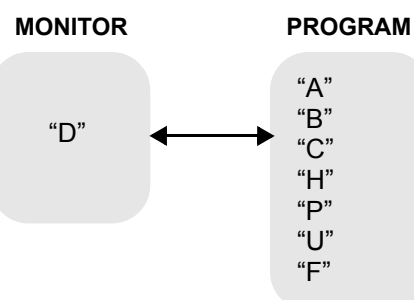 MONITOR
PROGRAM
“D”
“A”
“B”
“C”
“H”
“P”
“U”
“F”